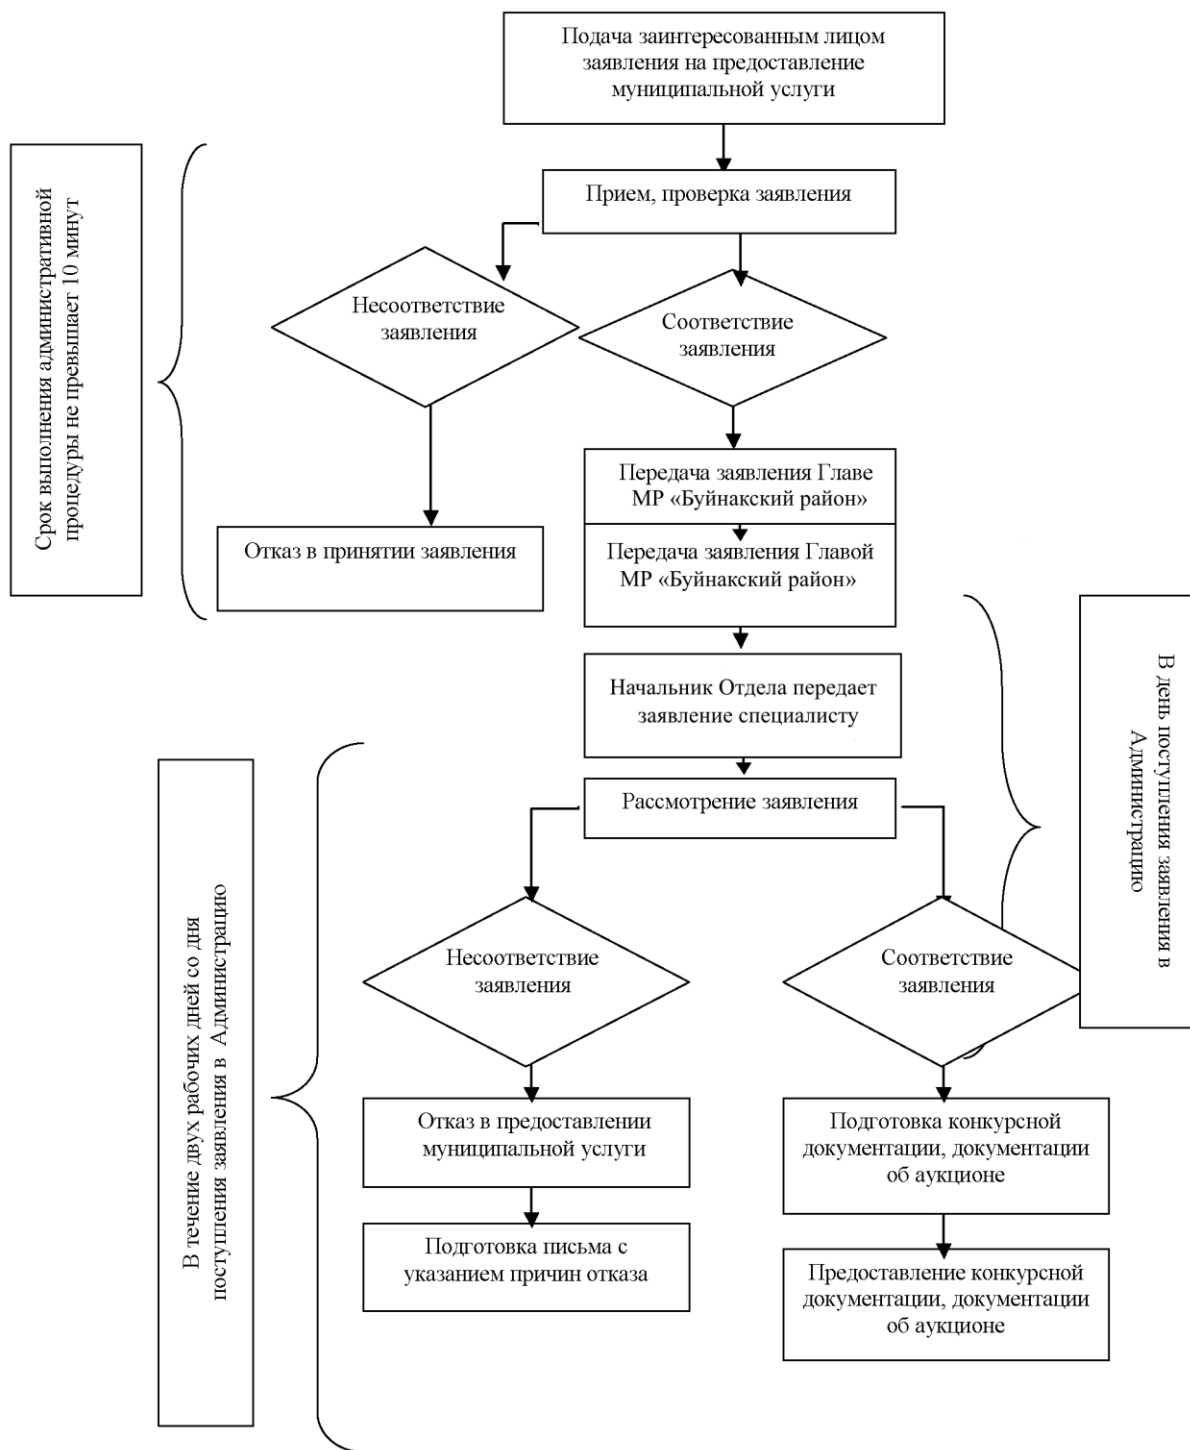 Подача заинтересованным лицом
заявления на предоставление
муниципальной услуги
Срок выполнения административной
процедуры не превышает 10 минут
Прием, проверка заявления
Несоответствие
заявления
Соответствие
заявления
Передача заявления Главе
МР «Буйнакский район»
Отказ в принятии заявления
Передача заявления Главой
МР «Буйнакский район»
Начальник Отдела передает
заявление специалисту
В день поступления заявления в
Администрацию
Рассмотрение заявления
В течение двух рабочих дней со дня
поступления заявления в Администрацию
Несоответствие
заявления
Соответствие
заявления
Отказ в предоставлении
муниципальной услуги
Подготовка конкурсной
документации, документации
об аукционе
Подготовка письма с
указанием причин отказа
Предоставление конкурсной
документации, документации
об аукционе